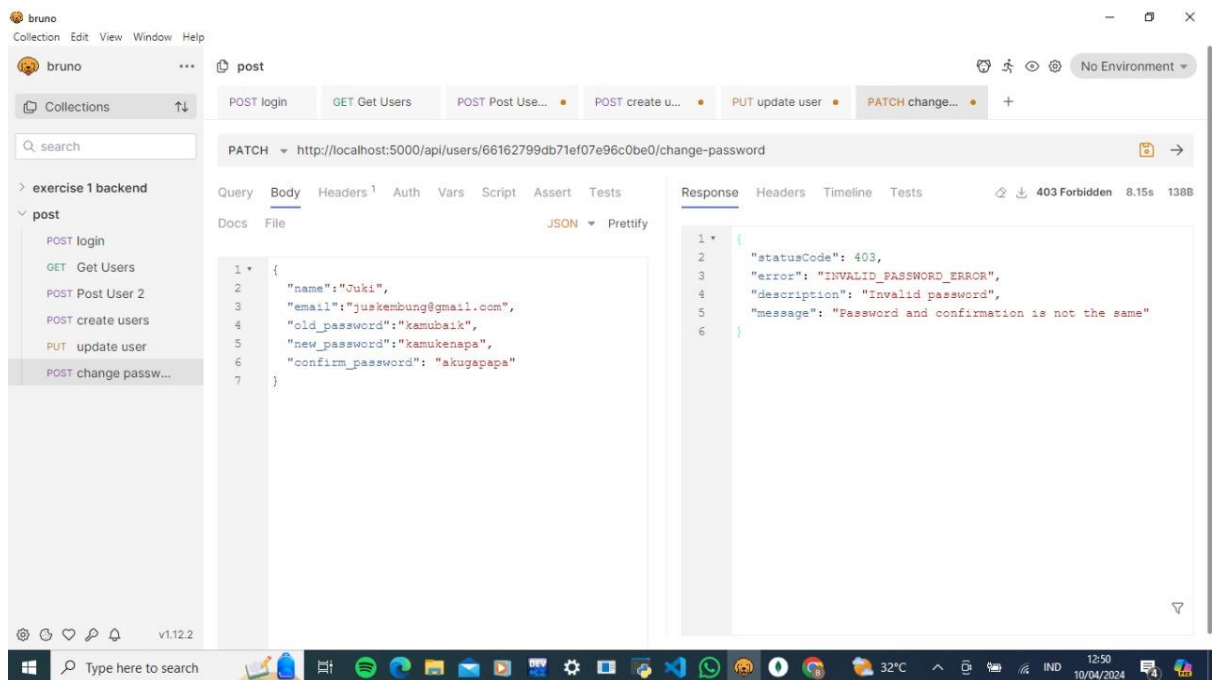 bruno
Collection Edit View Window Help
bruno ...
post
No Environment
Collections
POST login GET Get Users POST Post Use... POST create u... PUT update user PATCH change... +
search
PATCH http://localhost:5000/api/users/66162799db71ef07e96c0be0/change-password
exercise 1 backend
post
POST login
GET Get Users
POST Post User 2
POST create users
PUT update user
POST change passw...
Query Body Headers 1 Auth Vars Script Assert Tests
Docs File JSON Prettify
1 {
2 "name":"Juki",
3 "email":"juskembung@gmail.com",
4 "old_password":"kamubaik",
5 "new_password":"kamukenapa",
6 "confirm_password": "akugapapa"
7 }
Response Headers Timeline Tests 403 Forbidden 8.15s 138B
1 {
2 "statusCode": 403,
3 "error": "INVALID_PASSWORD_ERROR",
4 "description": "Invalid password",
5 "message": "Password and confirmation is not the same"
6 }
v1.12.2
Type here to search
32°C
IND
12:50
10/04/2024
4